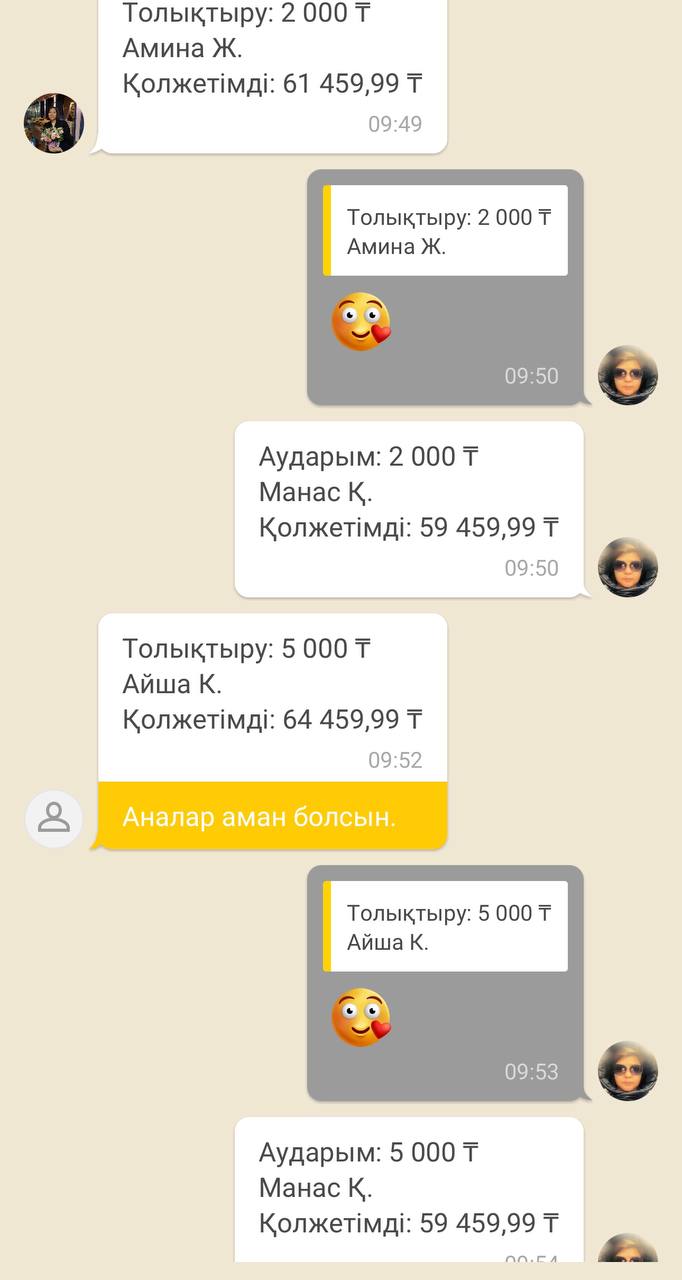 Толықтыру: 2 000 ₸
Амина Ж.
Қолжетімді: 61 459,99 ₸
09:49
Толықтыру: 2 000 ₸
Амина Ж.
09:50
Аударым: 2 000 ₸
Манас Қ.
Қолжетімді: 59 459,99 ₸
09:50
Толықтыру: 5 000 ₸
Айша К.
Қолжетімді: 64 459,99 ₸
09:52
Аналар аман болсын.
Толықтыру: 5 000 ₸
Айша К.
09:53
Аударым: 5 000 ₸
Манас Қ.
Қолжетімді: 59 459,99 ₸